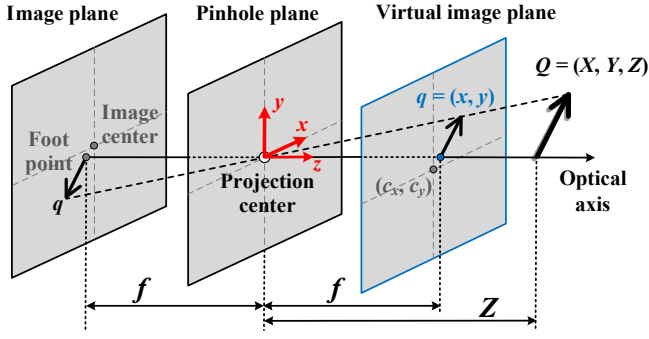 Image plane
Pinhole plane
Virtual image plane
Q = (X, Y, Z)
y
x
q = (x, y)
Image
center
Foot
point
z
q
Projection
center
(cx, cy)
Optical
axis
f
f
Z